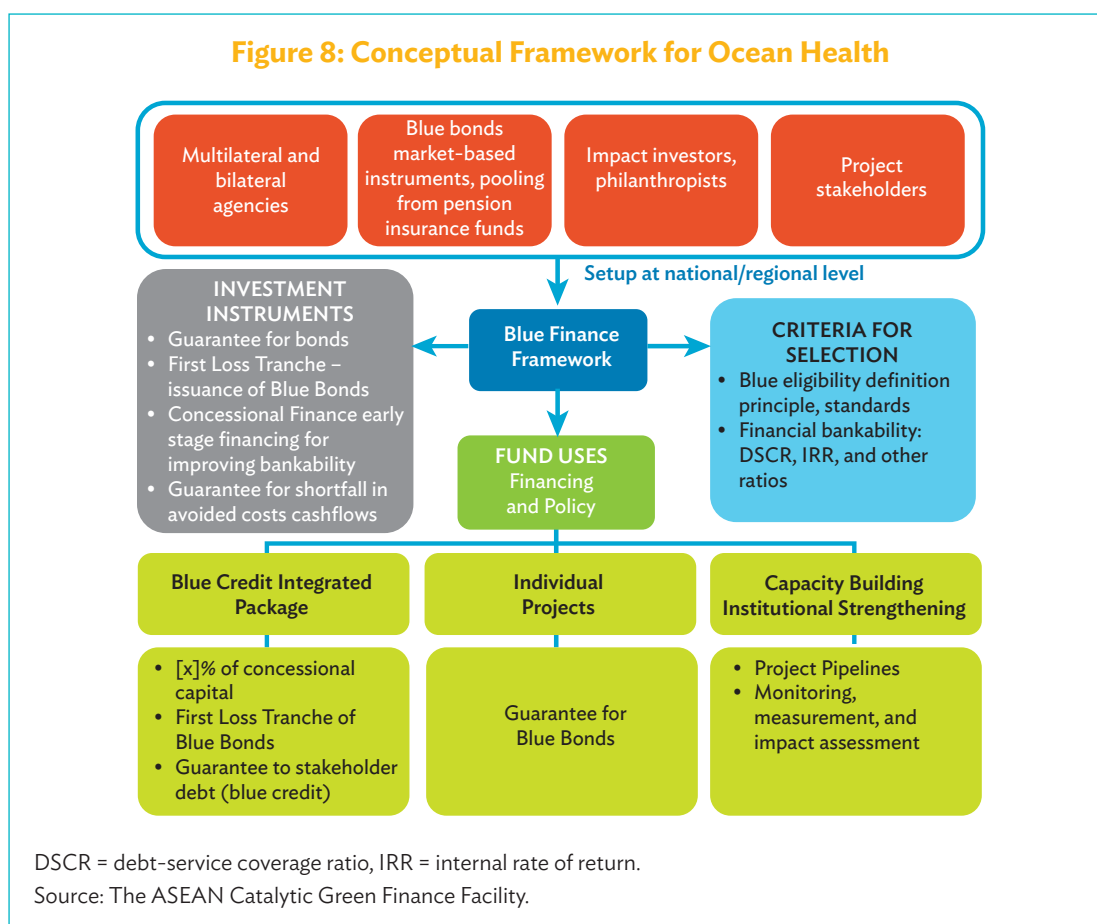 Figure 8: Conceptual Framework for Ocean Health
Multilateral and
bilateral
agencies
Blue bonds
market-based
instruments, pooling
from pension
insurance funds
Impact investors,
philanthropists
Project
stakeholders
Setup at national/regional level
INVESTMENT
INSTRUMENTS
• Guarantee for bonds
• First Loss Tranche –
issuance of Blue Bonds
• Concessional Finance early
stage financing for
improving bankability
• Guarantee for shortfall in
avoided costs cashflows
Blue Finance
Framework
CRITERIA FOR
SELECTION
• Blue eligibility definition
principle, standards
• Financial bankability:
DSCR, IRR, and other
ratios
FUND USES
Financing
and Policy
Blue Credit Integrated
Package
Individual
Projects
Capacity Building
Institutional Strengthening
• [x]% of concessional
capital
• First Loss Tranche of
Blue Bonds
• Guarantee to stakeholder
debt (blue credit)
Guarantee for
Blue Bonds
• Project Pipelines
• Monitoring,
measurement, and
impact assessment
DSCR = debt-service coverage ratio, IRR = internal rate of return.
Source: The ASEAN Catalytic Green Finance Facility.